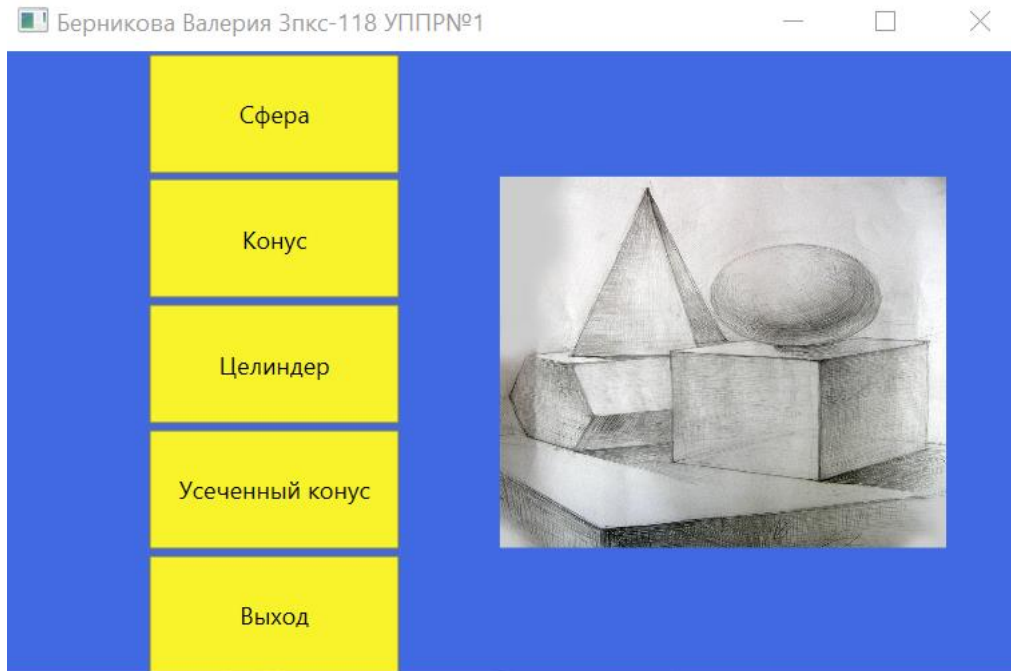 Берникова Валерия 3пкс-118 УППР№1
Сфера
Конус
Целиндер
Усеченный конус
Выход